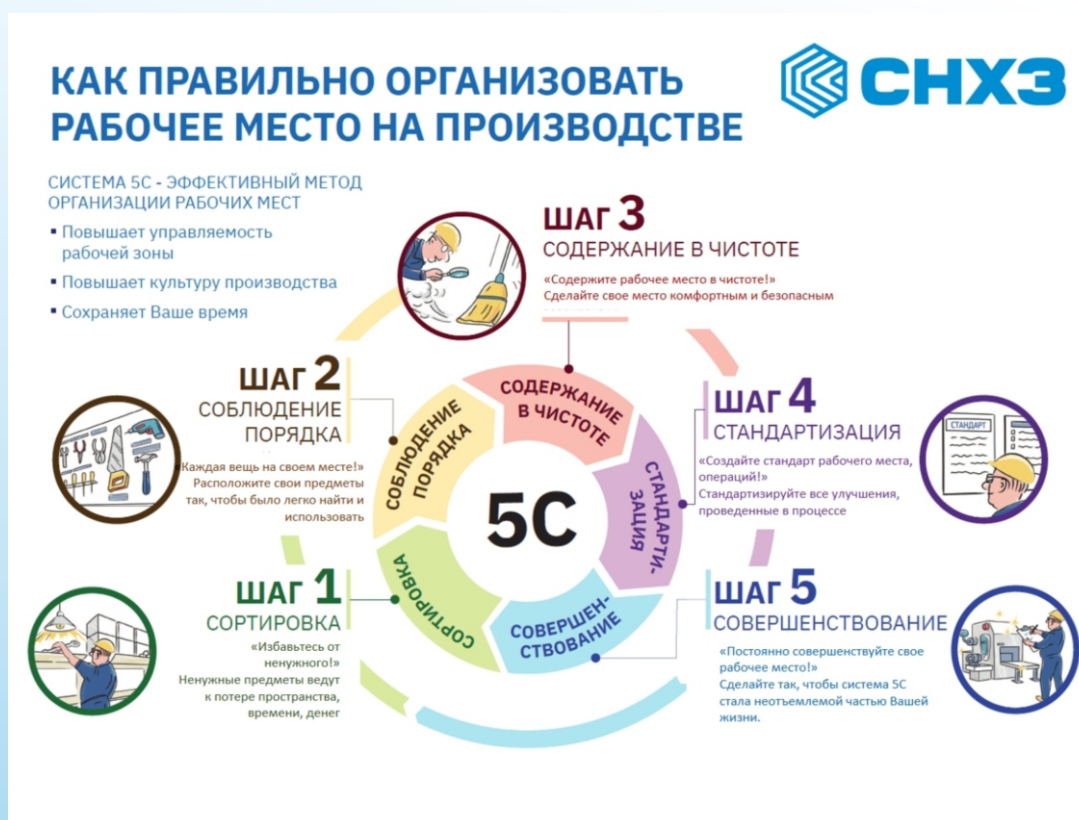 КАК ПРАВИЛЬНО ОРГАНИЗОВАТЬ
РАБОЧЕЕ МЕСТО НА ПРОИЗВОДСТВЕ
СНХЗ
СИСТЕМА 5С - ЭФФЕКТИВНЫЙ МЕТОД
ОРГАНИЗАЦИИ РАБОЧИХ МЕСТ
▪ Повышает управляемость
рабочей зоны
▪ Повышает культуру производства
▪ Сохраняет Ваше время
ШАГ 3
СОДЕРЖАНИЕ В ЧИСТОТЕ
«Содержите рабочее место в чистоте!»
Сделайте свое место комфортным и безопасным
ШАГ 2
СОБЛЮДЕНИЕ
ПОРЯДКА
«Каждая вещь на своем месте!»
Расположите свои предметы
так, чтобы было легко найти и
использовать
ШАГ 4
СТАНДАРТИЗАЦИЯ
«Создайте стандарт рабочего места,
операций!»
Стандартизируйте все улучшения,
проведенные в процессе
СТАНДАРТ
СОДЕРЖАНИЕ
В ЧИСТОТЕ
СОБЛЮДЕНИЕ
ПОРЯДКА
СТАНДАРТИ-
ЗАЦИЯ
5С
СОРТИРОВКА
СОВЕРШЕН-
СТВОВАНИЕ
ШАГ 1
СОРТИРОВКА
«Избавьтесь от
ненужного!»
Ненужные предметы ведут
к потере пространства,
времени, денег
ШАГ 5
СОВЕРШЕНСТВОВАНИЕ
«Постоянно совершенствуйте свое
рабочее место!»
Сделайте так, чтобы система 5С
стала неотъемлемой частью Вашей
жизни.